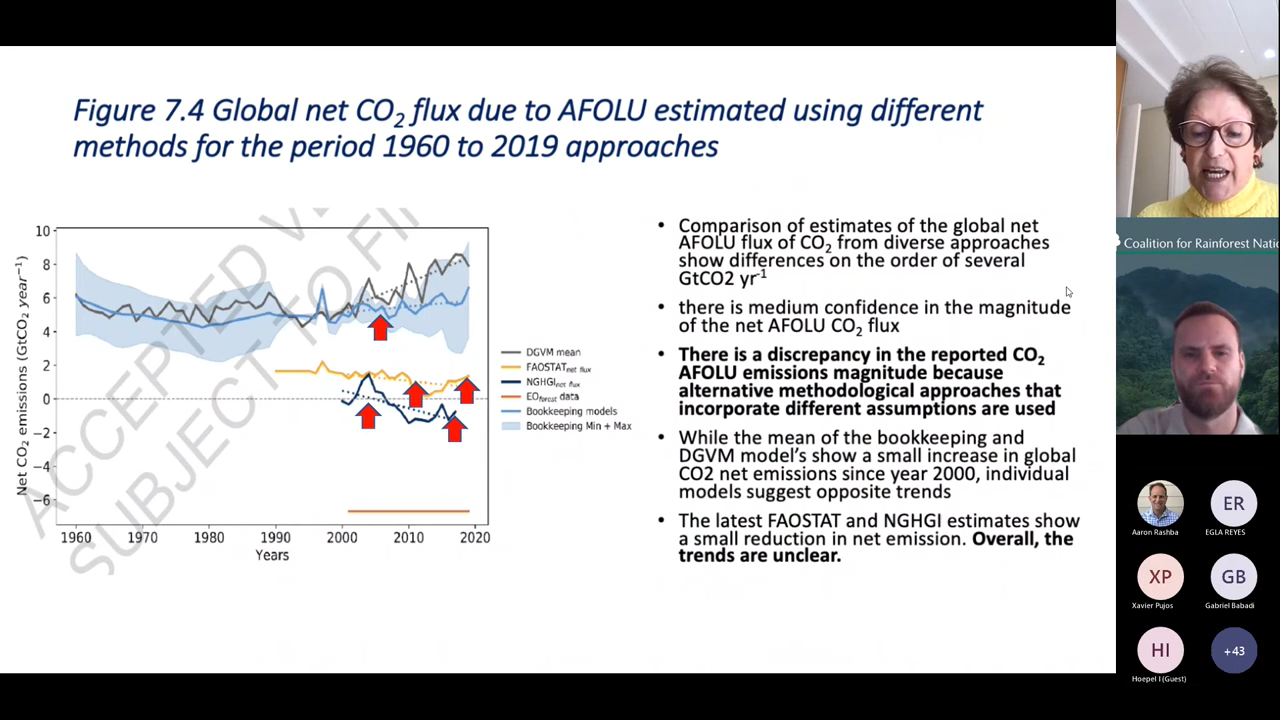 Figure 7.4 Global net CO₂ flux due to AFOLU estimated using different
methods for the period 1960 to 2019 approaches
ACCEPTED V
SUBJECT TO FI
Net CO₂ emissions (GtCO₂ year⁻¹)
10
8
6
4
2
0
−2
−4
−6
1960
1970
1980
1990
2000
2010
2020
Years
DGVM mean
FAOSTATnet flux
NGHGInet flux
EOforest data
Bookkeeping models
Bookkeeping Min + Max
• Comparison of estimates of the global net
AFOLU flux of CO₂ from diverse approaches
show differences on the order of several
GtCO2 yr⁻¹
• there is medium confidence in the magnitude
of the net AFOLU CO₂ flux
• There is a discrepancy in the reported CO₂
AFOLU emissions magnitude because
alternative methodological approaches that
incorporate different assumptions are used
• While the mean of the bookkeeping and
DGVM model's show a small increase in global
CO2 net emissions since year 2000, individual
models suggest opposite trends
• The latest FAOSTAT and NGHGI estimates show
a small reduction in net emission. Overall, the
trends are unclear.
Coalition for Rainforest Natio
Aaron Rashba
ER
EGLA REYES
XP
Xavier Pujos
GB
Gabriel Babadi
HI
Hoepel I (Guest)
+43